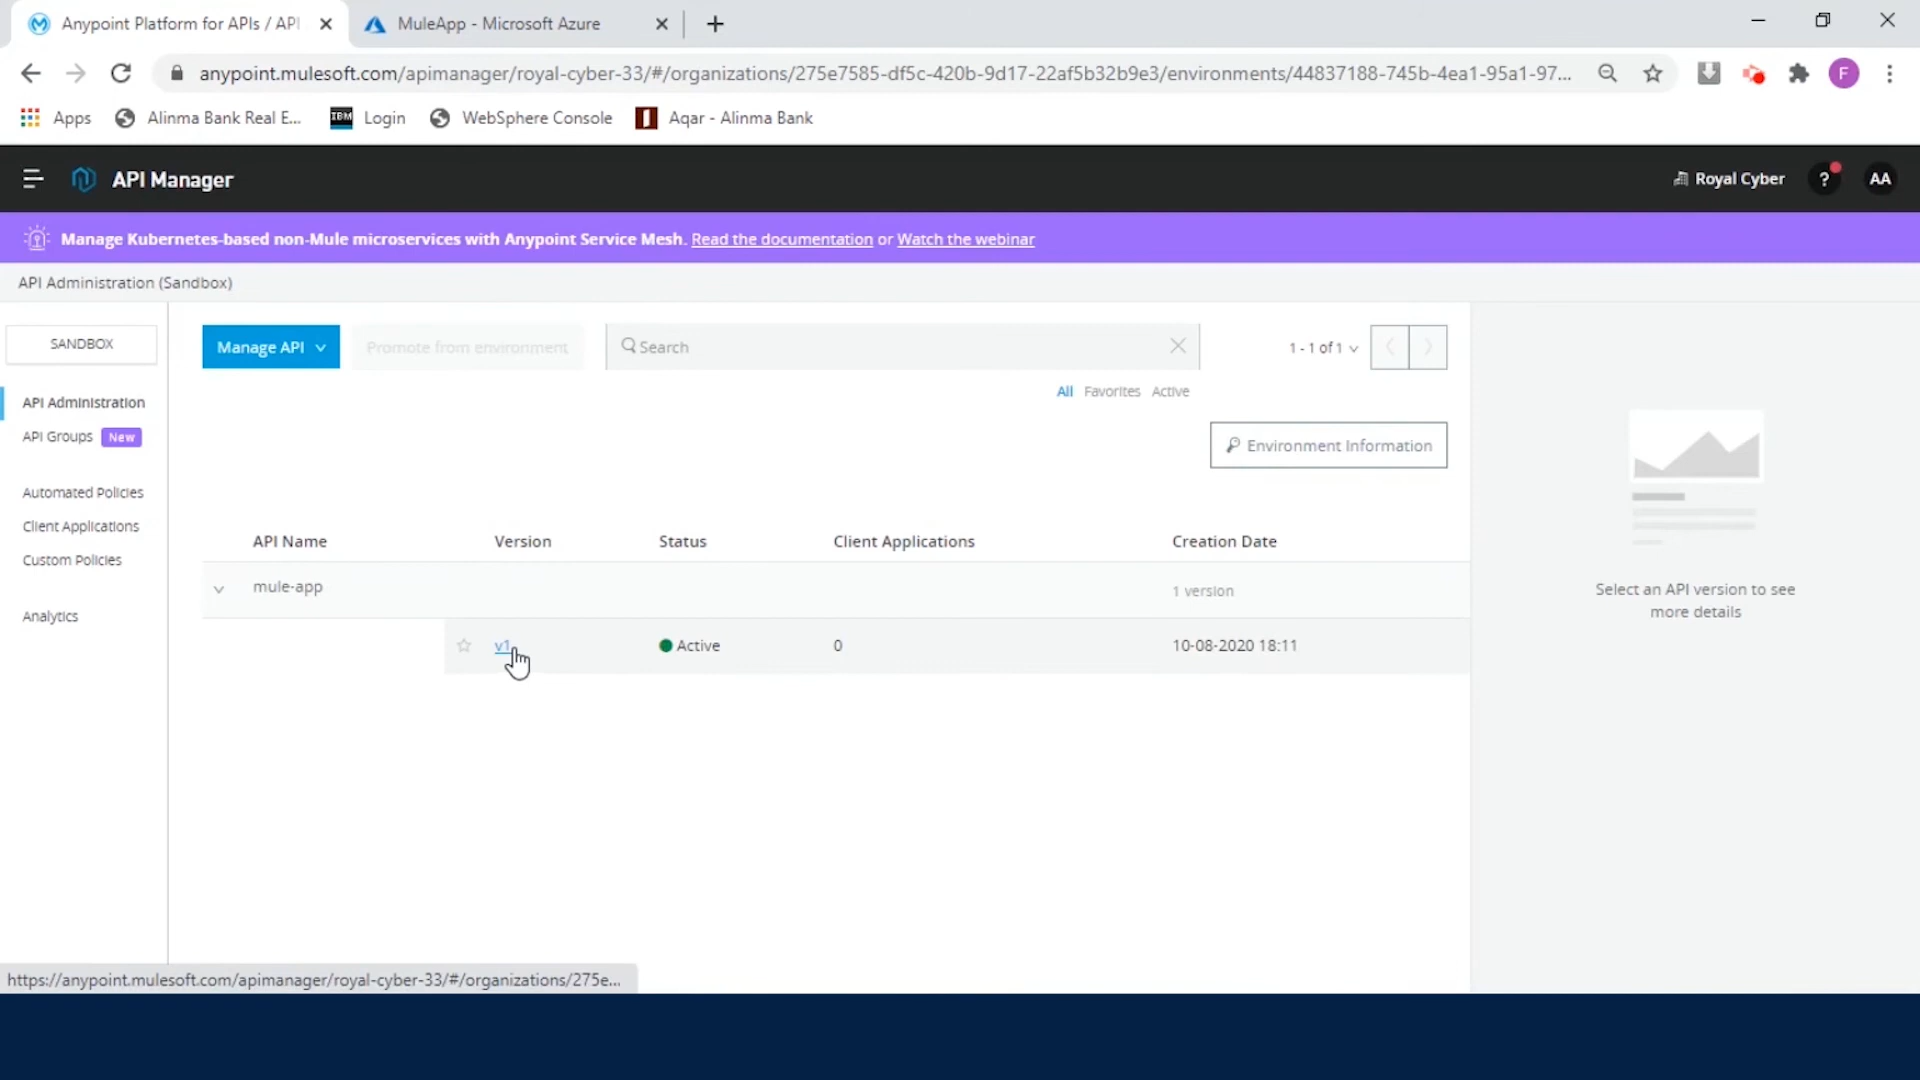 Anypoint Platform for APIs / API
MuleApp - Microsoft Azure
anypoint.mulesoft.com/apimanager/royal-cyber-33/#/organizations/275e7585-df5c-420b-9d17-22af5b32b9e3/environments/44837188-745b-4ea1-95a1-97...
F
Apps
Alinma Bank Real E...
IBM
Login
WebSphere Console
Aqar - Alinma Bank
API Manager
Royal Cyber
?
AA
Manage Kubernetes-based non-Mule microservices with Anypoint Service Mesh. Read the documentation or Watch the webinar
API Administration (Sandbox)
SANDBOX
API Administration
API Groups New
Automated Policies
Client Applications
Custom Policies
Analytics
Manage API
Promote from environment
Search
1 - 1 of 1
All Favorites Active
Environment Information
API Name Version Status Client Applications Creation Date
mule-app 1 version
v1 Active 0 10-08-2020 18:11
Select an API version to see
more details
https://anypoint.mulesoft.com/apimanager/royal-cyber-33/#/organizations/275e...